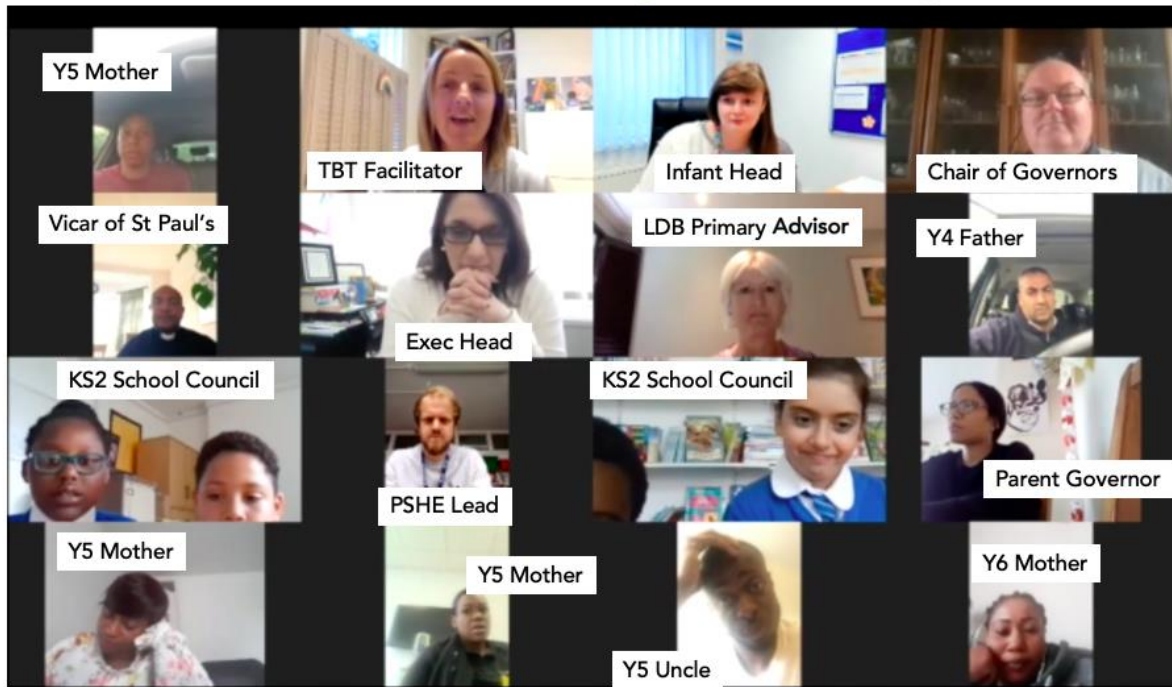 Y5 Mother
TBT Facilitator
Infant Head
Chair of Governors
Vicar of St Paul's
Exec Head
LDB Primary Advisor
Y4 Father
KS2 School Council
PSHE Lead
KS2 School Council
Parent Governor
Y5 Mother
Y5 Mother
Y5 Uncle
Y6 Mother